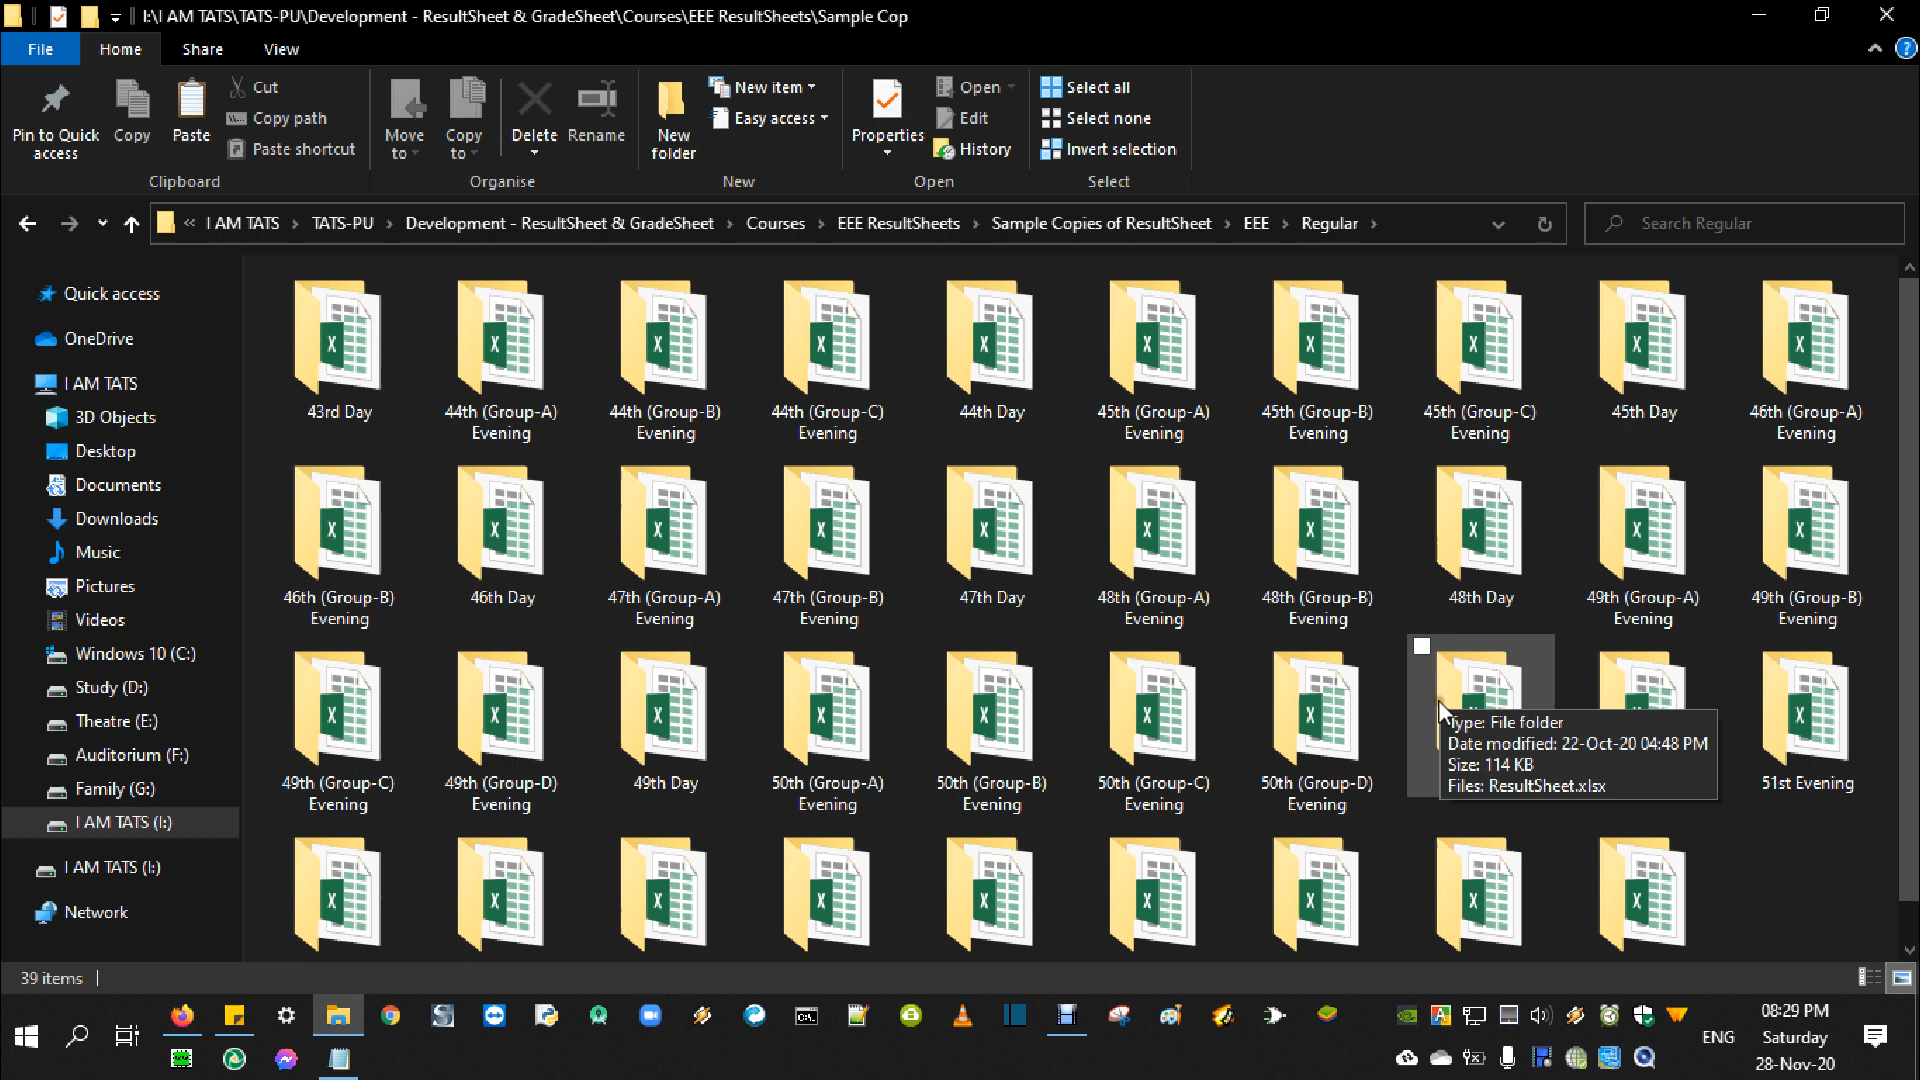 I:\I AM TATS\TATS-PU\Development - ResultSheet & GradeSheet\Courses\EEE ResultSheets\Sample Cop
File Home Share View
Pin to Quick access
Copy
Paste
Cut
Copy path
Paste shortcut
Clipboard
Move to
Copy to
Delete
Rename
Organise
New folder
New item
Easy access
New
Properties
Open
Edit
History
Open
Select all
Select none
Invert selection
Select
« I AM TATS › TATS-PU › Development - ResultSheet & GradeSheet › Courses › EEE ResultSheets › Sample Copies of ResultSheet › EEE › Regular ›
Search Regular
Quick access
OneDrive
I AM TATS
3D Objects
Desktop
Documents
Downloads
Music
Pictures
Videos
Windows 10 (C:)
Study (D:)
Theatre (E:)
Auditorium (F:)
Family (G:)
I AM TATS (I:)
I AM TATS (I:)
Network
43rd Day
44th (Group-A) Evening
44th (Group-B) Evening
44th (Group-C) Evening
44th Day
45th (Group-A) Evening
45th (Group-B) Evening
45th (Group-C) Evening
45th Day
46th (Group-A) Evening
46th (Group-B) Evening
46th Day
47th (Group-A) Evening
47th (Group-B) Evening
47th Day
48th (Group-A) Evening
48th (Group-B) Evening
48th Day
49th (Group-A) Evening
49th (Group-B) Evening
49th (Group-C) Evening
49th (Group-D) Evening
49th Day
50th (Group-A) Evening
50th (Group-B) Evening
50th (Group-C) Evening
50th (Group-D) Evening
Type: File folder
Date modified: 22-Oct-20 04:48 PM
Size: 114 KB
Files: ResultSheet.xlsx
51st Evening
39 items
ENG
08:29 PM
Saturday
28-Nov-20